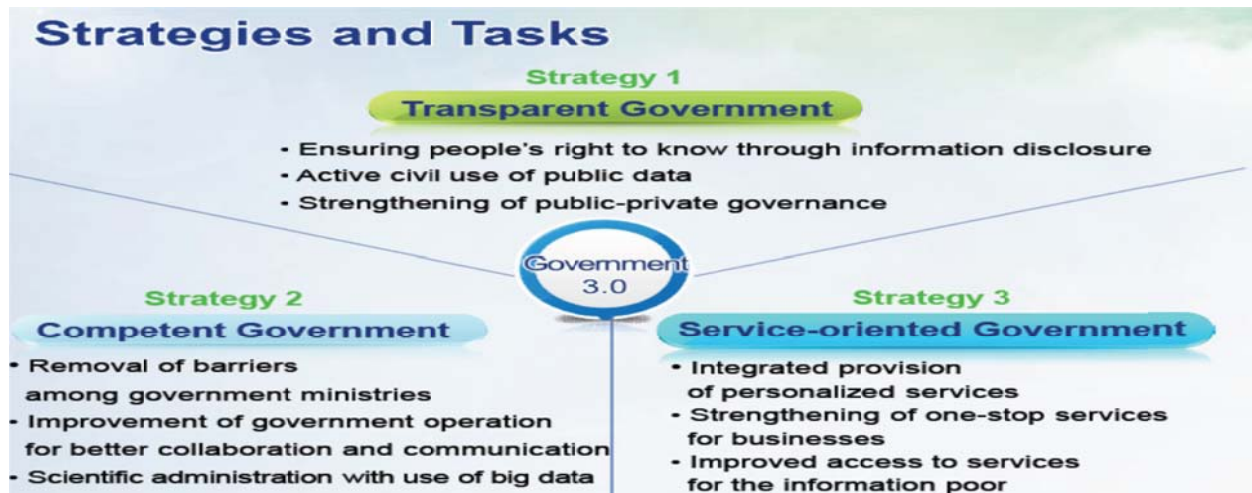 Strategies and Tasks
Strategy 1
Transparent Government
• Ensuring people's right to know through information disclosure
• Active civil use of public data
• Strengthening of public-private governance
Government
3.0
Strategy 2
Competent Government
• Removal of barriers
among government ministries
• Improvement of government operation
for better collaboration and communication
• Scientific administration with use of big data
Strategy 3
Service-oriented Government
• Integrated provision
of personalized services
• Strengthening of one-stop services
for businesses
• Improved access to services
for the information poor